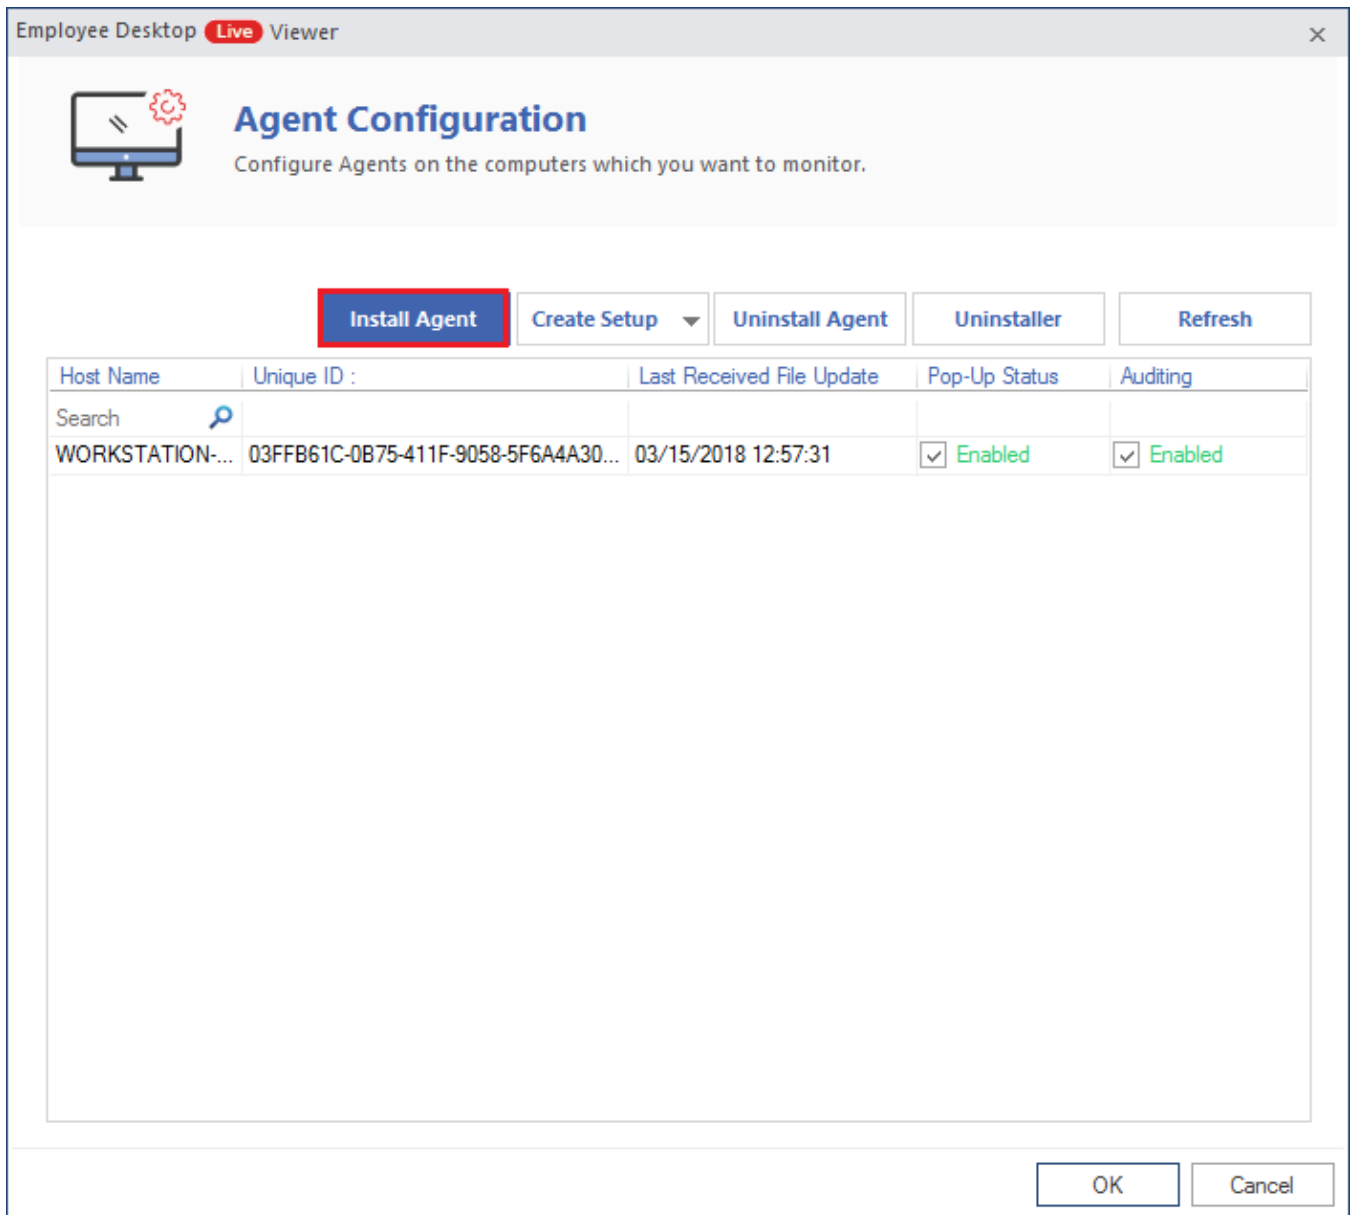 Employee Desktop Live Viewer
Agent Configuration
Configure Agents on the computers which you want to monitor.
Install Agent Create Setup Uninstall Agent Uninstaller Refresh
Host Name Unique ID : Last Received File Update Pop-Up Status Auditing
Search
WORKSTATION-... 03FFB61C-0B75-411F-9058-5F6A4A30... 03/15/2018 12:57:31 Enabled Enabled
OK Cancel